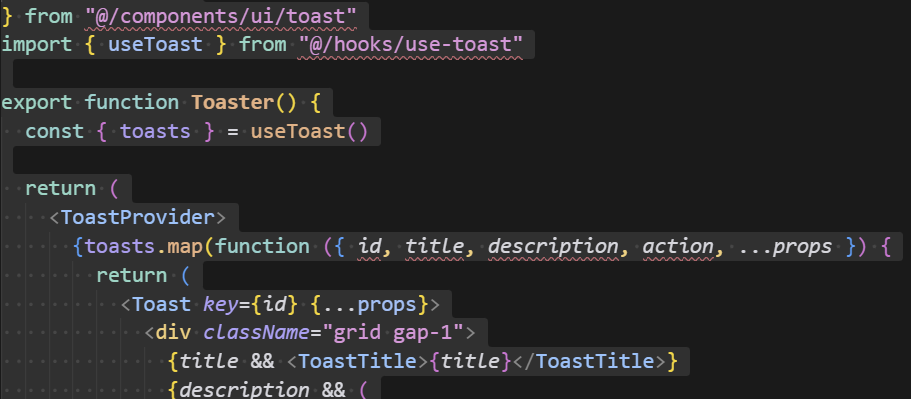 } from "@/components/ui/toast"
import { useToast } from "@/hooks/use-toast"
export function Toaster() {
const { toasts } = useToast()
return (
<ToastProvider>
{toasts.map(function ({ id, title, description, action, ...props }) {
return (
<Toast key={id} {...props}>
<div className="grid gap-1">
{title && <ToastTitle>{title}</ToastTitle>}
{description && (